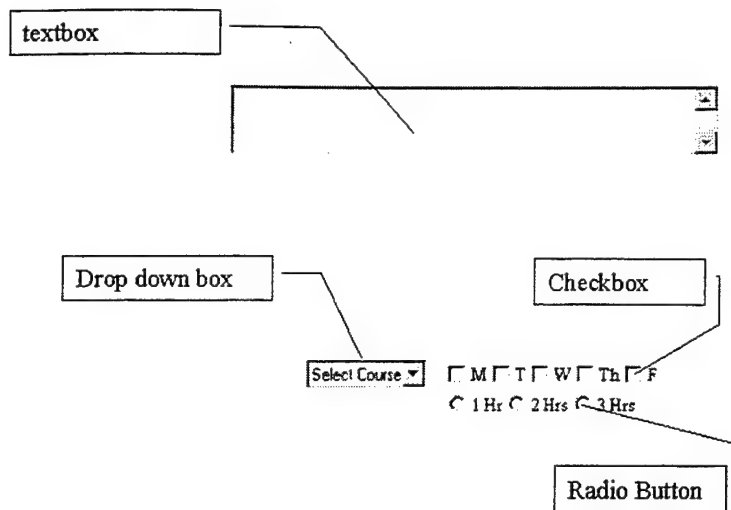 textbox
Drop down box
Checkbox
Select Course M T W Th F
1 Hr 2 Hrs 3 Hrs
Radio Button